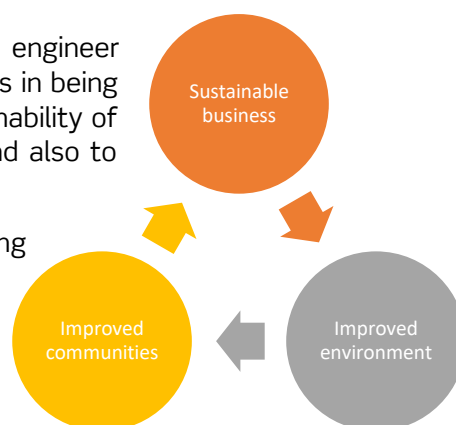 engineer
s in being
nability of
nd also to
ng
Sustainable
business
Improved
communities
Improved
environment